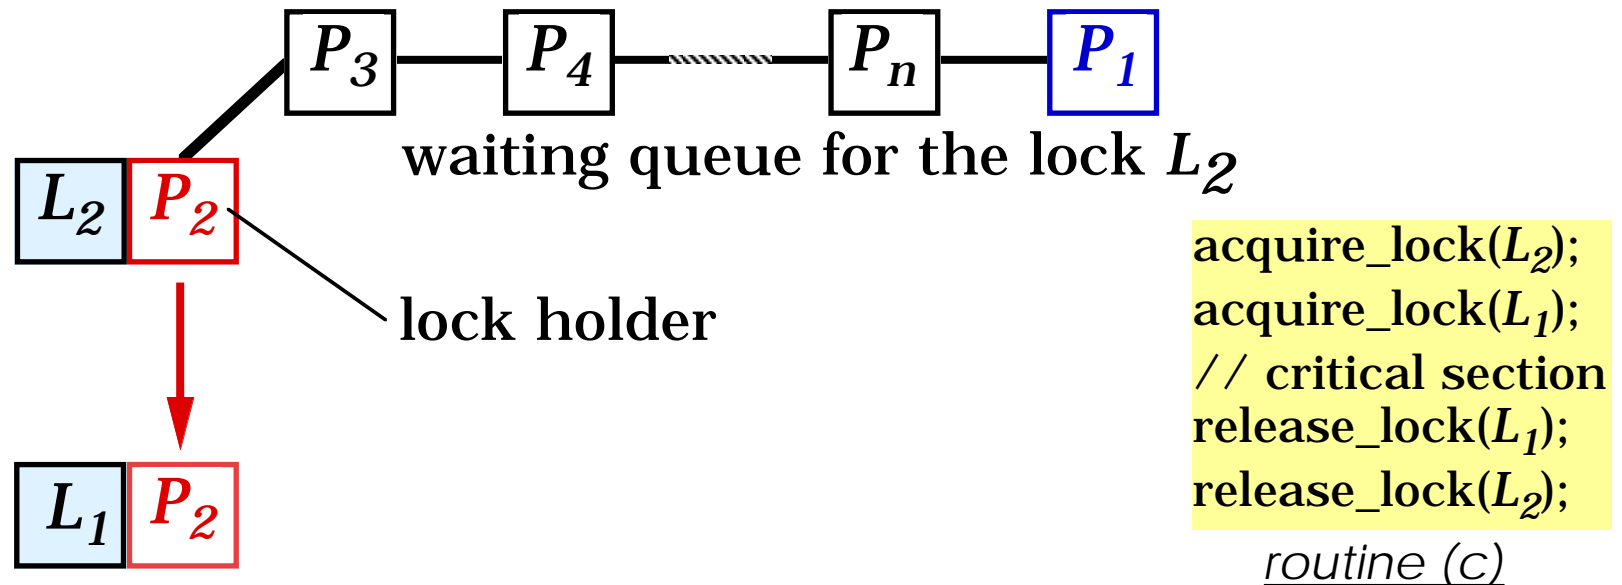 P3 P4 Pn P1
waiting queue for the lock L2
L2 P2
lock holder
L1 P2
acquire_lock(L2);
acquire_lock(L1);
// critical section
release_lock(L1);
release_lock(L2);
routine (c)